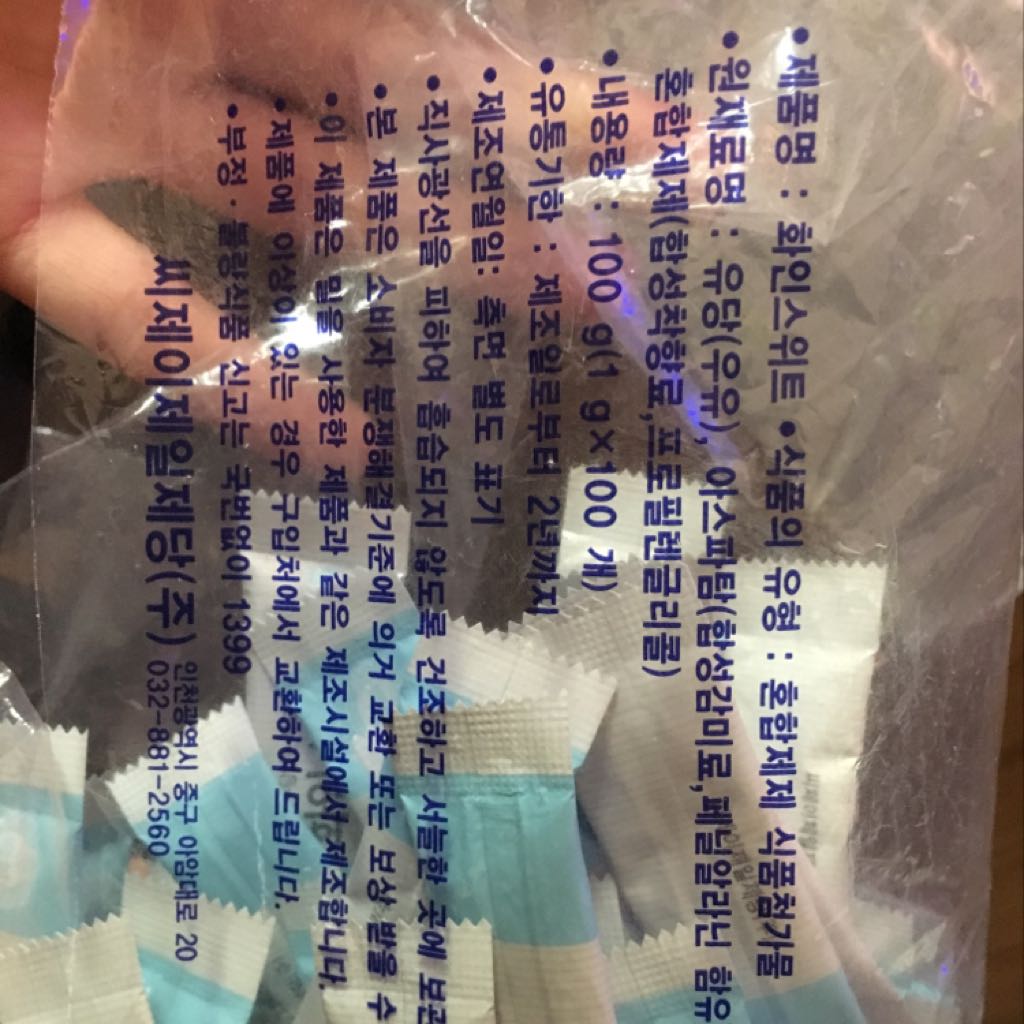 •제품명 : 화인스위트 •식품의 유형 : 혼합제제 식품첨가물
•원재료명 : 유당(우유), 아스파탐(합성감미료,페닐알라닌 함유
혼합제제(합성착향료,프로필렌글리콜)
•내용량 : 100 g(1 g×100 개)
•유통기한 : 제조일로부터 2년까지
•제조연월일: 측면 별도 표기
•직사광선을 피하여 흡습되지 않도록 건조하고 서늘한 곳에 보관
•본 제품은 소비자 분쟁해결기준에 의거 교환 또는 보상 받을 수
•이 제품은 밀을 사용한 제품과 같은 제조시설에서 제조합니다.
•제품에 이상이 있는 경우 구입처에서 교환하여 드립니다.
•부정 · 불량식품 신고는 국번없이 1399
씨제이제일제당(주) 인천광역시 중구 아암대로 20
032-881-2560